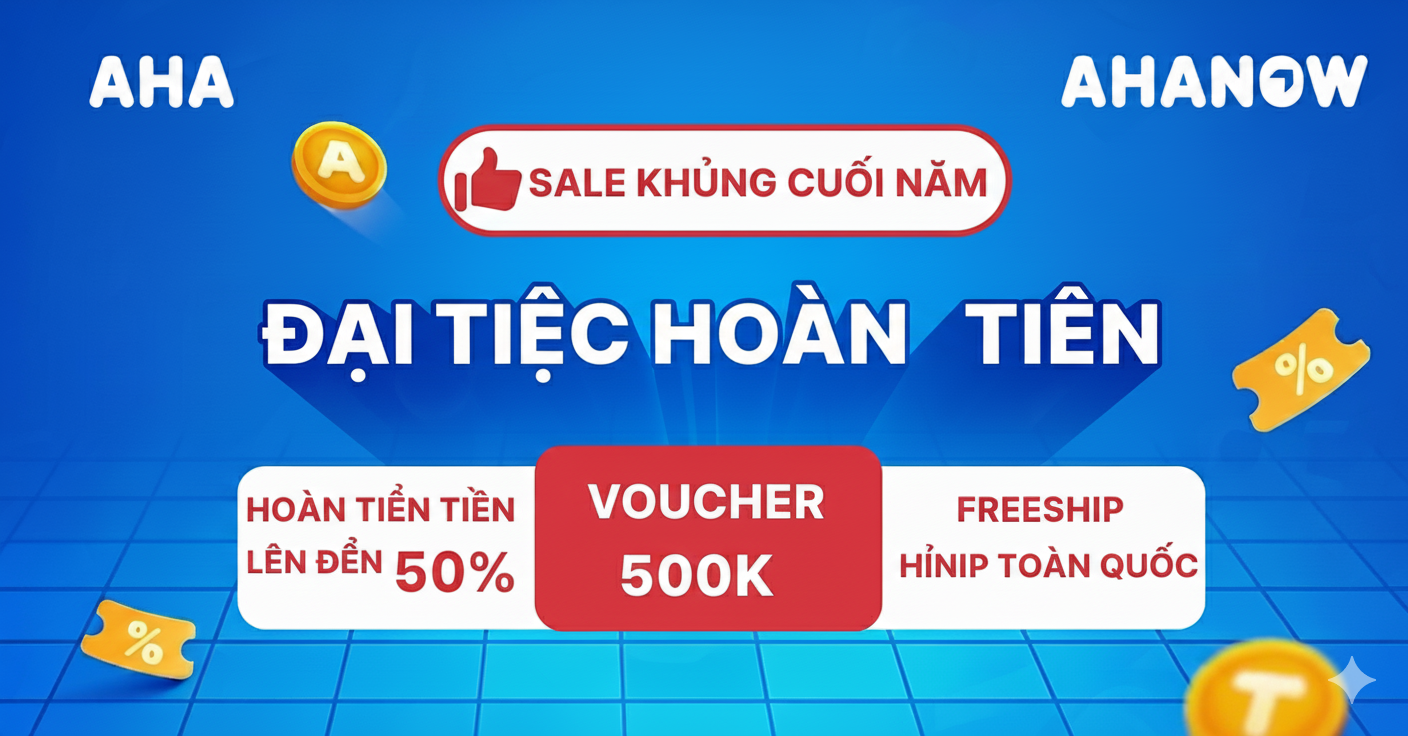 AHA
AHANOW
A
SALE KHỦNG CUỐI NĂM
ĐẠI TIỆC HOÀN TIÊN
%
HOÀN TIỂN TIỀN
LÊN ĐỂN 50%
VOUCHER
500K
FREESHIP
HỈNIP TOÀN QUỐC
%
T